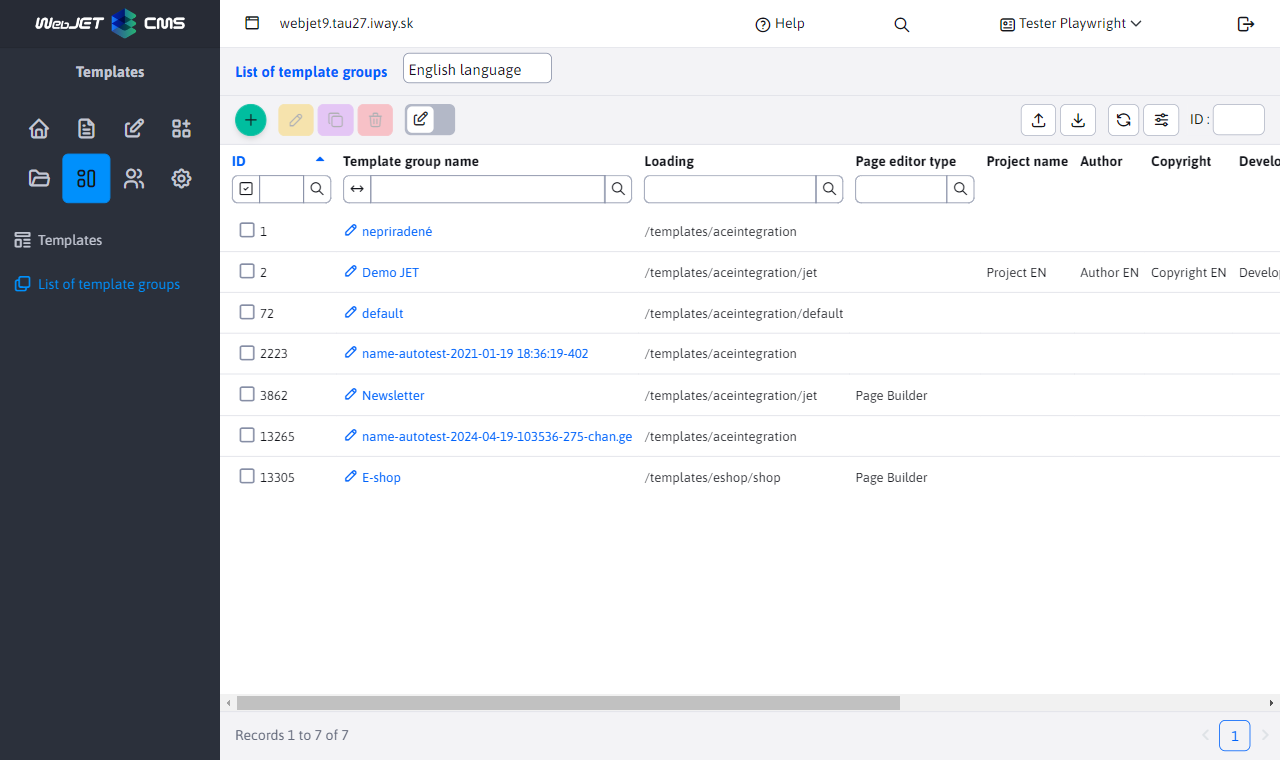 WebJET CMS
webjet9.tau27.iway.sk
Help
Tester Playwright
Templates
List of template groups
English language
ID :
Templates
List of template groups
ID Template group name Loading Page editor type Project name Author Copyright Develo
1 nepriradené /templates/aceintegration
2 Demo JET /templates/aceintegration/jet Project EN Author EN Copyright EN Develop
72 default /templates/aceintegration/default
2223 name-autotest-2021-01-19 18:36:19-402 /templates/aceintegration
3862 Newsletter /templates/aceintegration/jet Page Builder
13265 name-autotest-2024-04-19-103536-275-chan.ge /templates/aceintegration
13305 E-shop /templates/eshop/shop Page Builder
Records 1 to 7 of 7
1